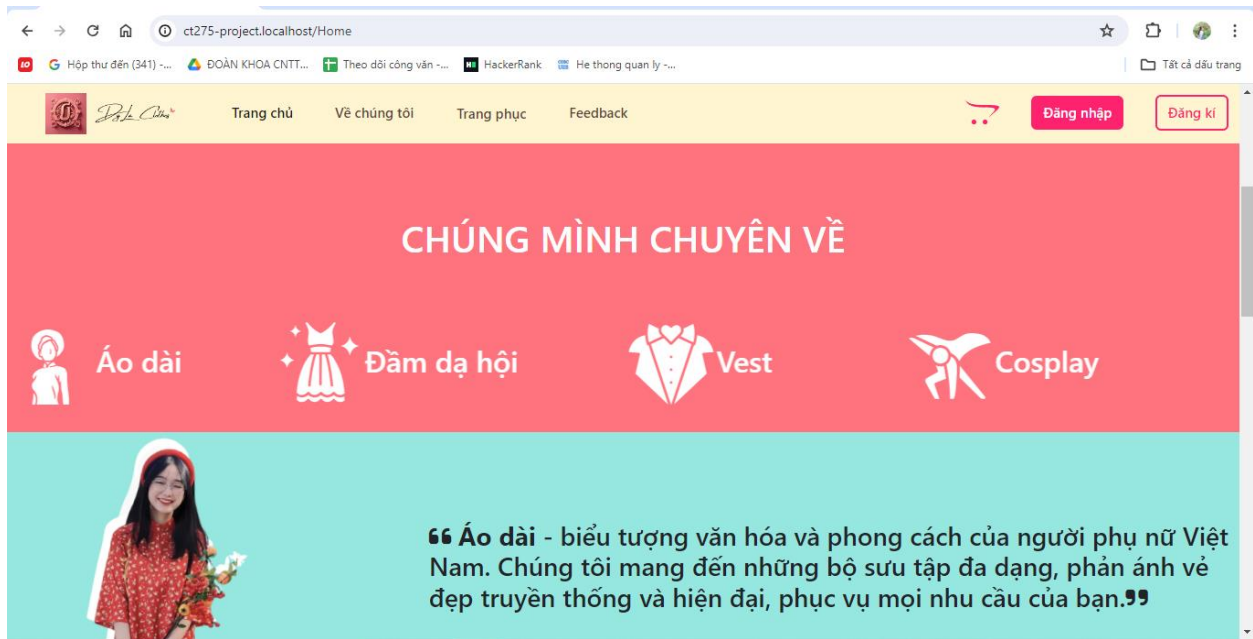 ct275-project.localhost/Home
LO Hộp thư đến (341) -... ĐOÀN KHOA CNTT... Theo dõi công văn -... HackerRank He thong quan ly -... Tất cả dấu trang
Trang chủ Về chúng tôi Trang phục Feedback Đăng nhập Đăng kí
CHÚNG MÌNH CHUYÊN VỀ
Áo dài Đầm dạ hội Vest Cosplay
❝ Áo dài - biểu tượng văn hóa và phong cách của người phụ nữ Việt
Nam. Chúng tôi mang đến những bộ sưu tập đa dạng, phản ánh vẻ
đẹp truyền thống và hiện đại, phục vụ mọi nhu cầu của bạn.❞